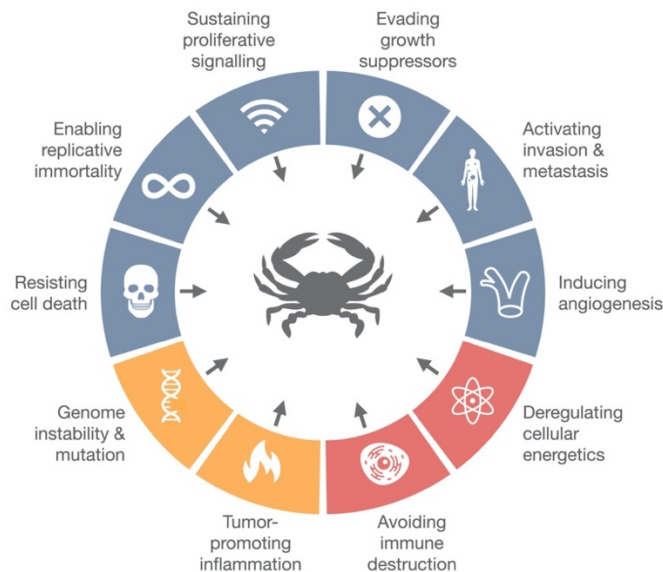 Sustaining
proliferative
signalling
Evading
growth
suppressors
Activating
invasion &
metastasis
Inducing
angiogenesis
Deregulating
cellular
energetics
Avoiding
immune
destruction
Tumor-
promoting
inflammation
Genome
instability &
mutation
Resisting
cell death
Enabling
replicative
immortality